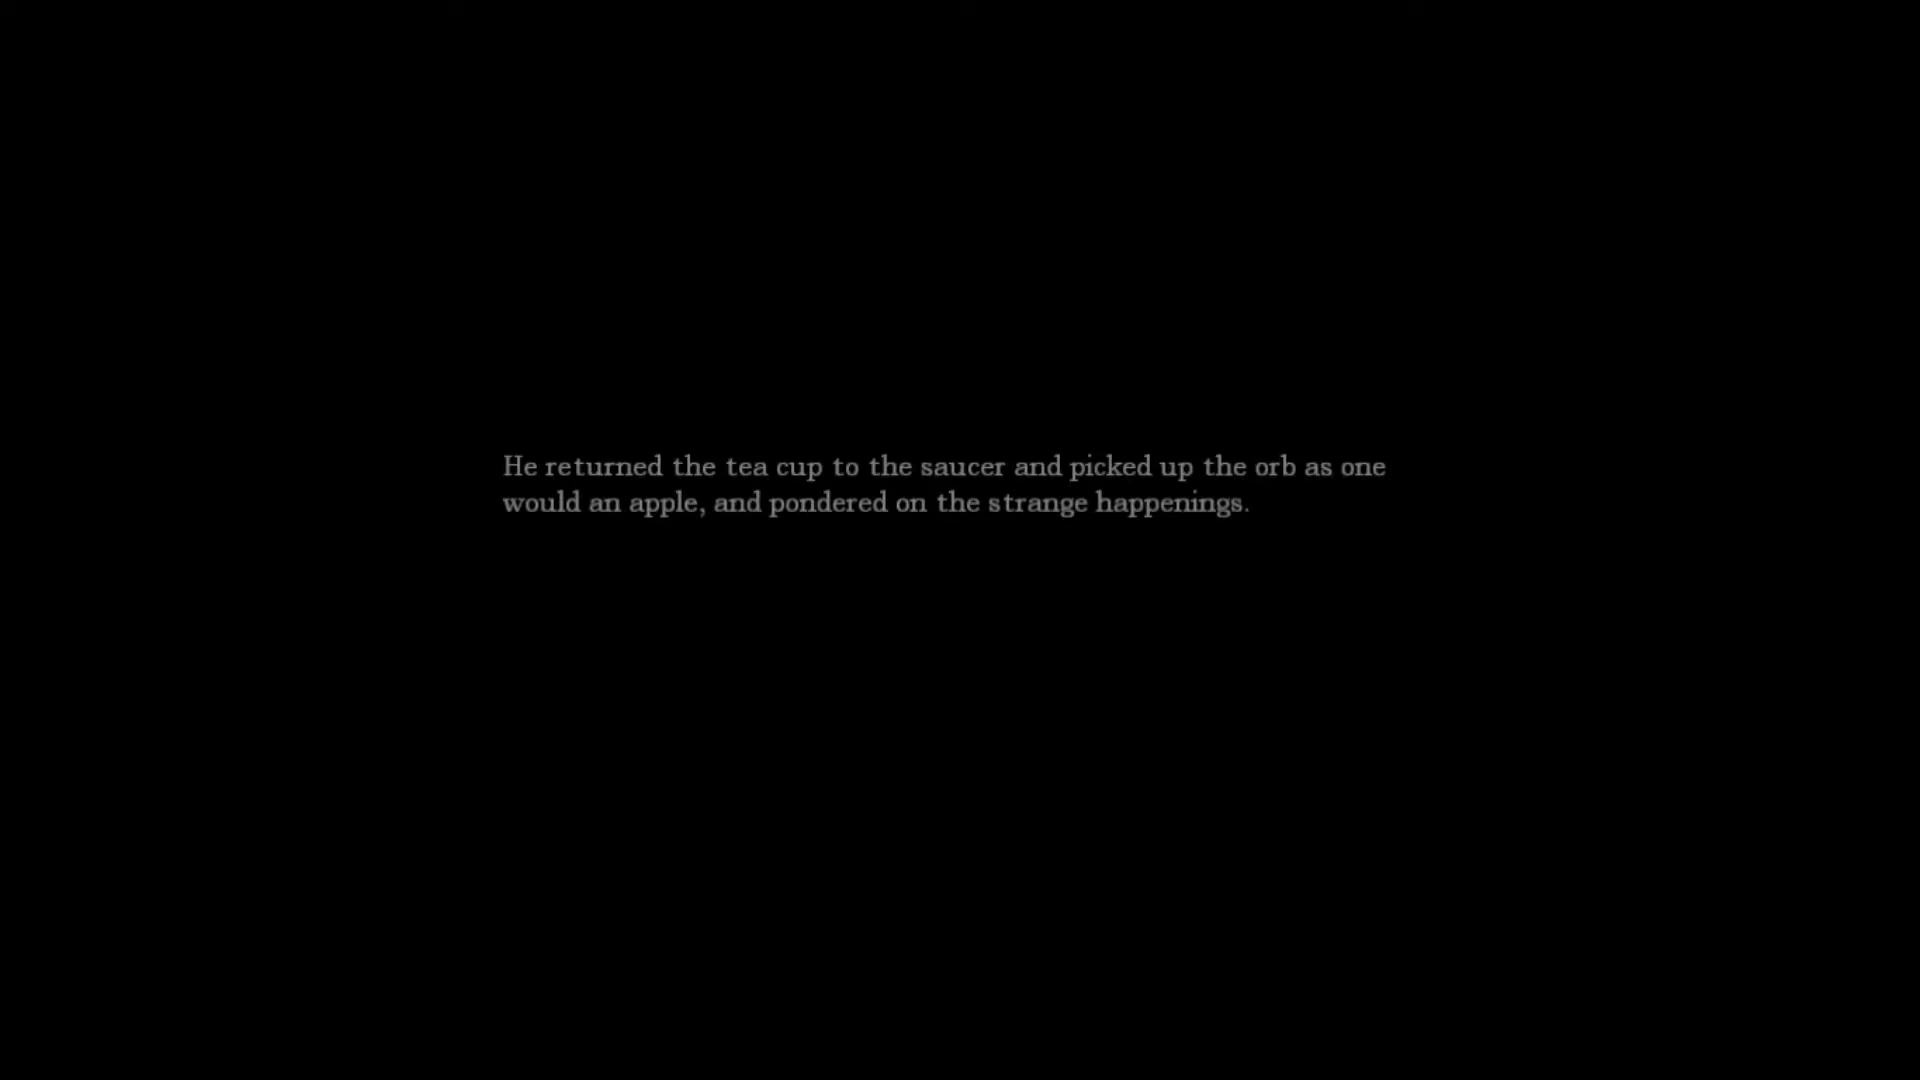 He returned the tea cup to the saucer and picked up the orb as one
would an apple, and pondered on the strange happenings.